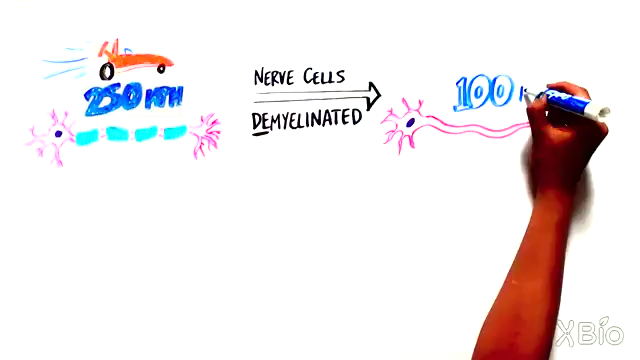 250 MPH
NERVE CELLS
DEMYELINATED
100
XBio